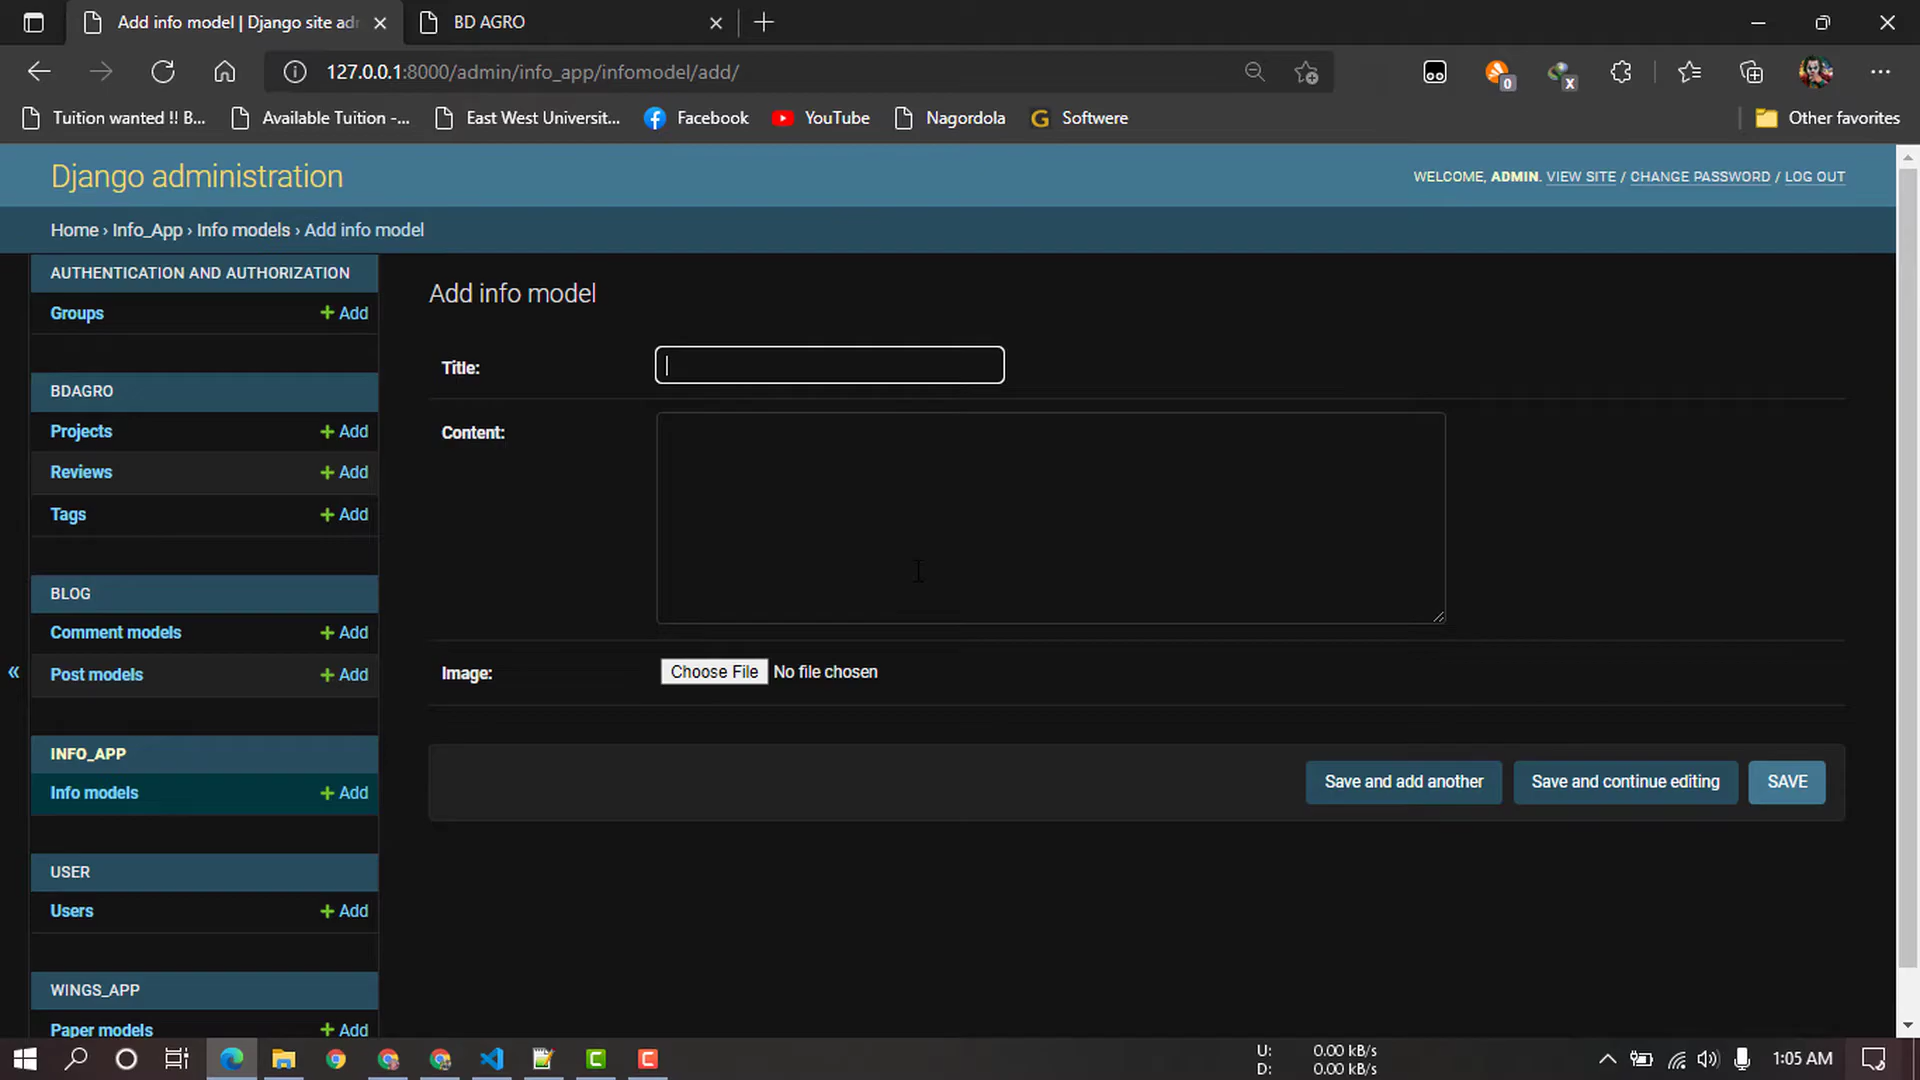 Add info model | Django site adr
BD AGRO
127.0.0.1:8000/admin/info_app/infomodel/add/
0
x
Tuition wanted !! B...
Available Tuition -...
East West Universit...
Facebook
YouTube
Nagordola
Softwere
Other favorites
Django administration
WELCOME, ADMIN. VIEW SITE / CHANGE PASSWORD / LOG OUT
Home › Info_App › Info models › Add info model
AUTHENTICATION AND AUTHORIZATION
Groups + Add
BDAGRO
Projects + Add
Reviews + Add
Tags + Add
BLOG
Comment models + Add
Post models + Add
INFO_APP
Info models + Add
USER
Users + Add
WINGS_APP
Paper models + Add
«
Add info model
Title:
Content:
Image: Choose File No file chosen
Save and add another
Save and continue editing
SAVE
U: 0.00 kB/s
D: 0.00 kB/s
1:05 AM